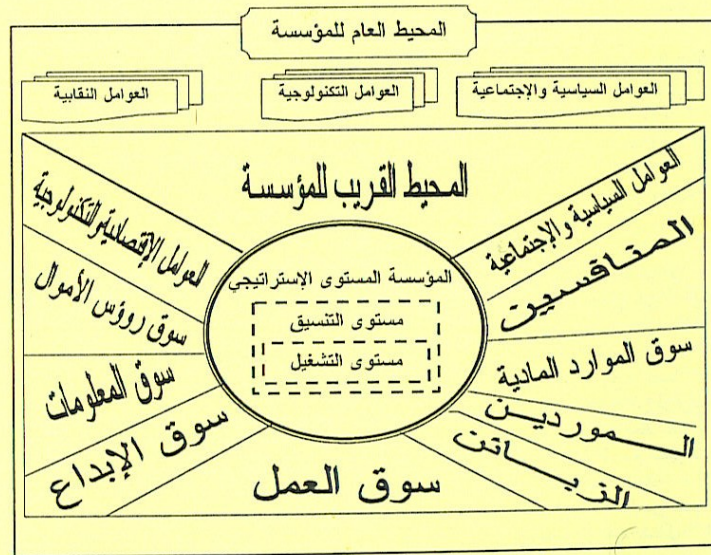 المحيط العام للمؤسسة
العوامل السياسية والإجتماعية
العوامل التكنولوجية
العوامل النقابية
المحيط القريب للمؤسسة
العوامل السياسية والإجتماعية
المنافسين
سوق الموارد المادية
الموردين
الزبائن
سوق العمل
سوق الإبداع
سوق المعلومات
سوق رؤوس الأموال
العوامل الإقتصادية والتكنولوجية
المؤسسة المستوى الإستراتيجي
مستوى التنسيق
مستوى التشغيل